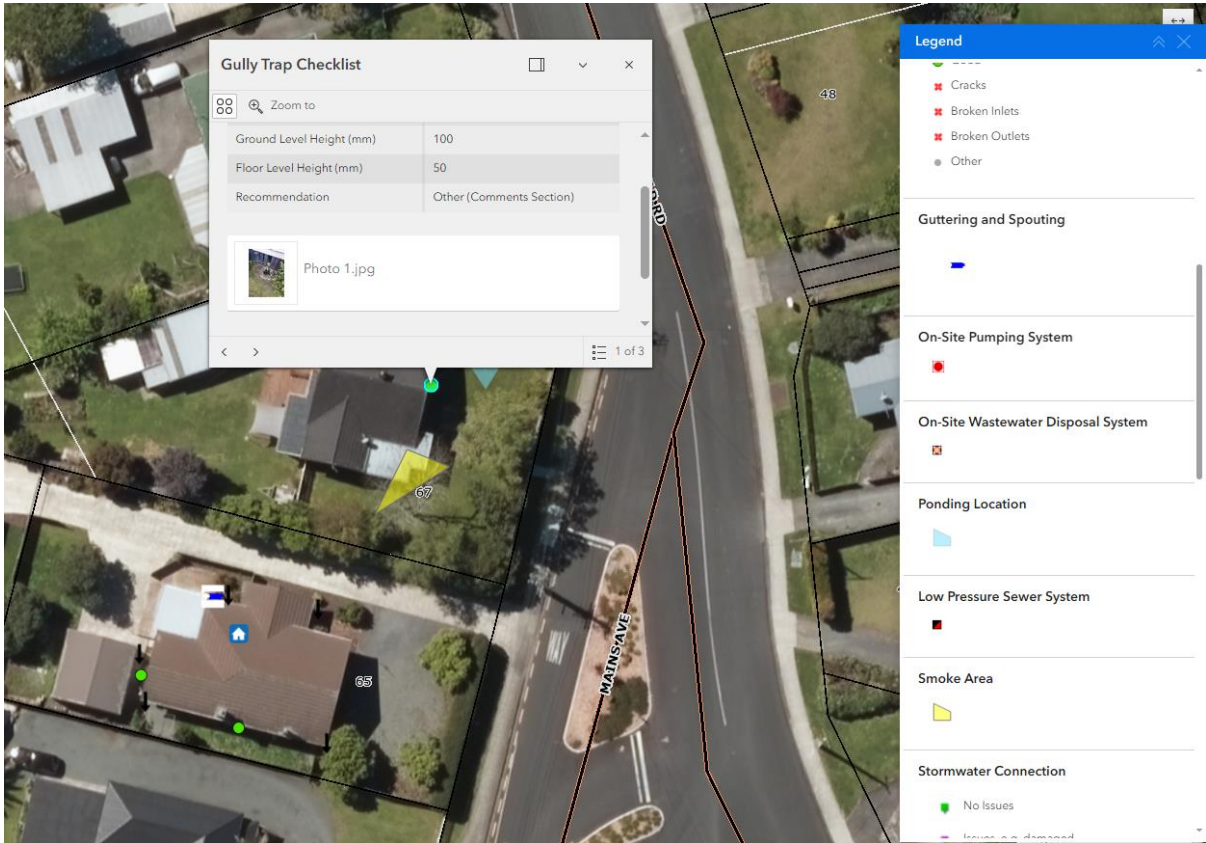 Gully Trap Checklist
Zoom to
Ground Level Height (mm) 100
Floor Level Height (mm) 50
Recommendation Other (Comments Section)
Photo 1.jpg
1 of 3
48
RD
67
65
MAINS AVE
Legend
Cracks
Broken Inlets
Broken Outlets
Other
Guttering and Spouting
On-Site Pumping System
On-Site Wastewater Disposal System
Ponding Location
Low Pressure Sewer System
Smoke Area
Stormwater Connection
No Issues